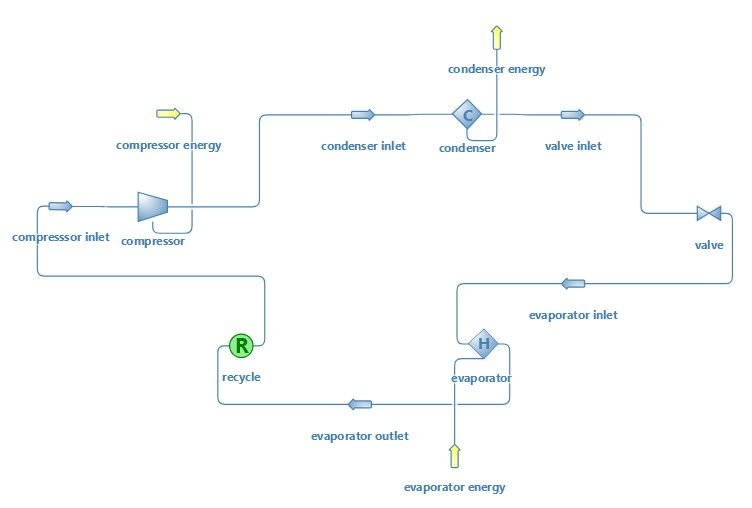 condenser energy
compressor energy
condenser inlet
C
condenser
valve inlet
compresssor inlet
compressor
valve
evaporator inlet
R
recycle
H
evaporator
evaporator outlet
evaporator energy